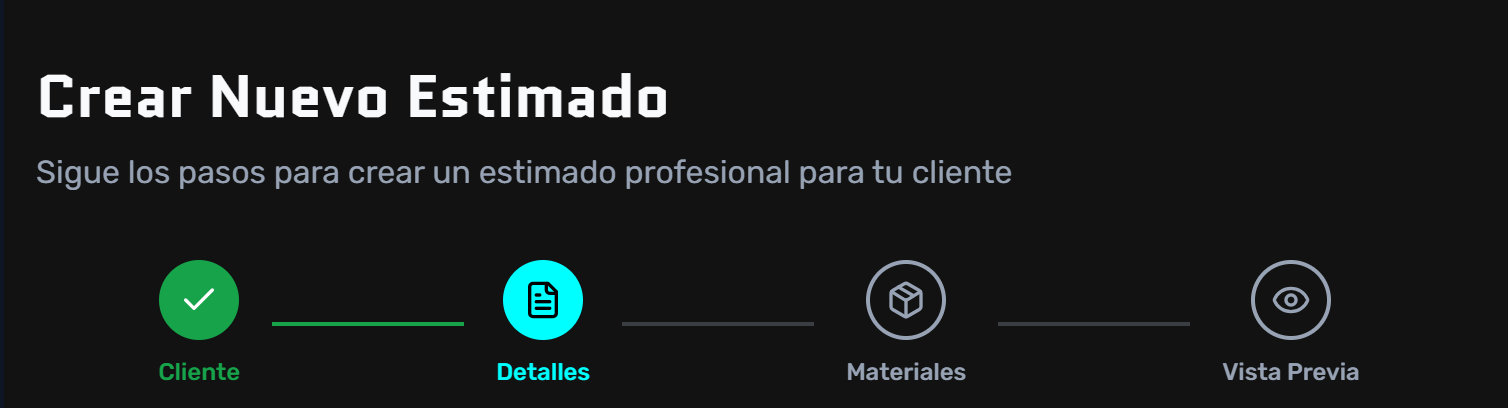 Crear Nuevo Estimado
Sigue los pasos para crear un estimado profesional para tu cliente
Cliente
Detalles
Materiales
Vista Previa